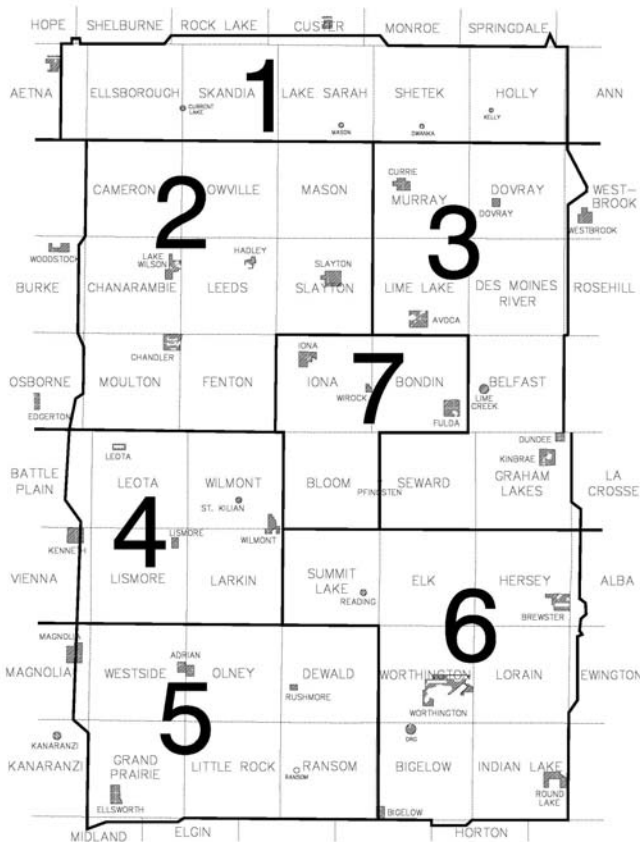 HOPE SHELBURNE ROCK LAKE CUSTER MONROE SPRINGDALE
AETNA ELLSBOROUGH SKANDIA LAKE SARAH SHETEK HOLLY ANN
1
CURRENT LAKE
MASON
KELLY
CAMERON MASON
CURRIE
MURRAY
DOVRAY
DOVRAY
WEST-
BROOK
WESTBROOK
2
3
WOODSTOCK
LAKE WILSON
HADLEY
SLAYTON
BURKE CHANARAMBIE LEEDS SLAYTON LIME LAKE DES MOINES RIVER ROSEHILL
AVOCA
CHANDLER
IONA
OSBORNE MOULTON FENTON IONA BONDIN BELFAST
7
WIROCK
LIME CREEK
EDGERTON
FULDA
DUNDEE
KINBRAE
LEOTA
BATTLE PLAIN LEOTA WILMONT BLOOM SEWARD GRAHAM LAKES LA CROSSE
PFINGSTEN
ST. KILIAN
4
LISMORE
WILMONT
KENNETH
VIENNA LISMORE LARKIN SUMMIT LAKE ELK HERSEY ALBA
READING
BREWSTER
6
MAGNOLIA
ADRIAN
MAGNOLIA WESTSIDE OLNEY DEWALD WORTHINGTON LORAIN EWINGTON
RUSHMORE
WORTHINGTON
5
KANARANZI
ORG
KANARANZI GRAND PRAIRIE LITTLE ROCK RANSOM BIGELOW INDIAN LAKE
RANSOM
ELLSWORTH
ROUND LAKE
BIGELOW
MIDLAND ELGIN HORTON